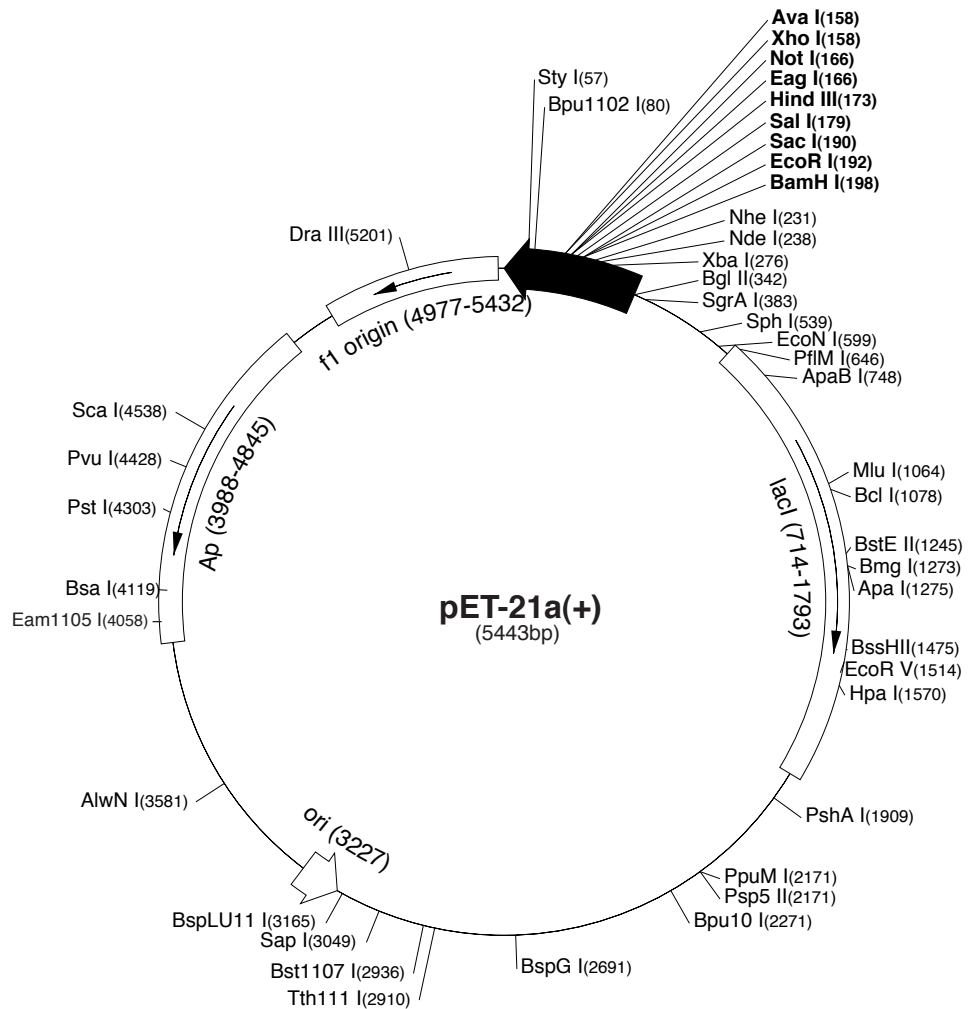 Ava I(158)
Xho I(158)
Not I(166)
Eag I(166)
Hind III(173)
Sal I(179)
Sac I(190)
EcoR I(192)
BamH I(198)
Sty I(57)
Bpu1102 I(80)
Nhe I(231)
Nde I(238)
Xba I(276)
Bgl II(342)
SgrA I(383)
Sph I(539)
EcoN I(599)
PflM I(646)
ApaB I(748)
Dra III(5201)
f1 origin (4977-5432)
Sca I(4538)
Pvu I(4428)
Pst I(4303)
Bsa I(4119)
Eam1105 I(4058)
Ap (3988-4845)
lacI (714-1793)
Mlu I(1064)
Bcl I(1078)
BstE II(1245)
Bmg I(1273)
Apa I(1275)
BssHII(1475)
EcoR V(1514)
Hpa I(1570)
pET-21a(+)
(5443bp)
AlwN I(3581)
ori (3227)
PshA I(1909)
PpuM I(2171)
Psp5 II(2171)
Bpu10 I(2271)
BspLU11 I(3165)
Sap I(3049)
Bst1107 I(2936)
Tth111 I(2910)
BspG I(2691)